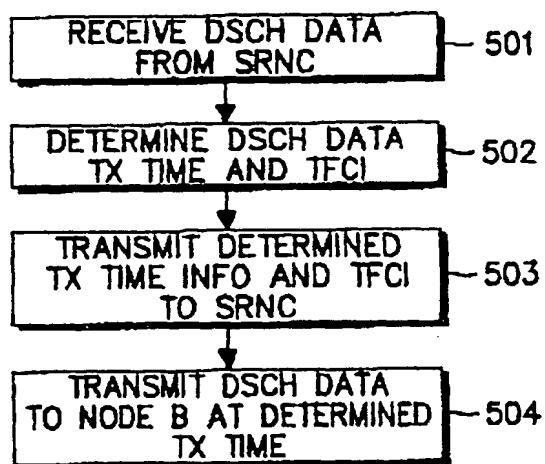 RECEIVE DSCH DATA
FROM SRNC
501
DETERMINE DSCH DATA
TX TIME AND TFCI
502
TRANSMIT DETERMINED
TX TIME INFO AND TFCI
TO SRNC
503
TRANSMIT DSCH DATA
TO NODE B AT DETERMINED
TX TIME
504